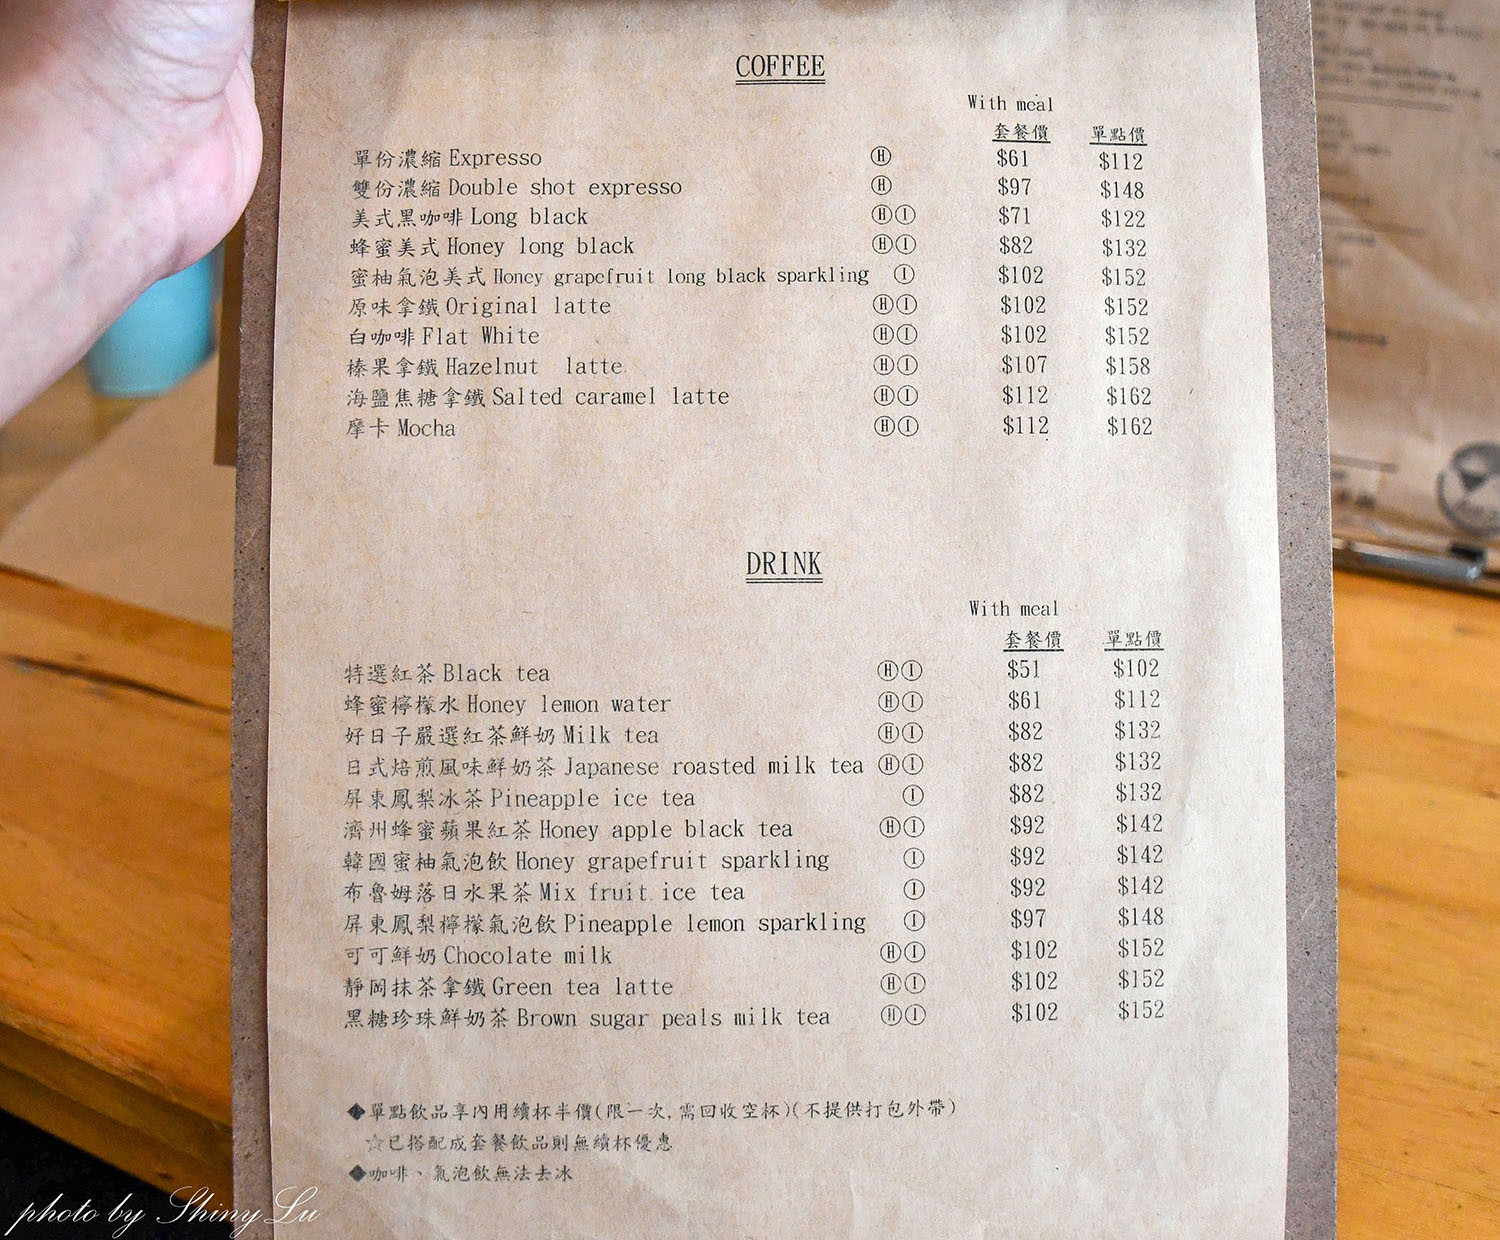 COFFEE
With meal
套餐價 單點價
單份濃縮 Expresso Ⓗ $61 $112
雙份濃縮 Double shot expresso Ⓗ $97 $148
美式黑咖啡 Long black ⒽⒾ $71 $122
蜂蜜美式 Honey long black ⒽⒾ $82 $132
蜜柚氣泡美式 Honey grapefruit long black sparkling Ⓘ $102 $152
原味拿鐵 Original latte ⒽⒾ $102 $152
白咖啡 Flat White ⒽⒾ $102 $152
榛果拿鐵 Hazelnut latte ⒽⒾ $107 $158
海鹽焦糖拿鐵 Salted caramel latte ⒽⒾ $112 $162
摩卡 Mocha ⒽⒾ $112 $162
DRINK
With meal
套餐價 單點價
特選紅茶 Black tea ⒽⒾ $51 $102
蜂蜜檸檬水 Honey lemon water ⒽⒾ $61 $112
好日子嚴選紅茶鮮奶 Milk tea ⒽⒾ $82 $132
日式焙煎風味鮮奶茶 Japanese roasted milk tea ⒽⒾ $82 $132
屏東鳳梨冰茶 Pineapple ice tea Ⓘ $82 $132
濟州蜂蜜蘋果紅茶 Honey apple black tea ⒽⒾ $92 $142
韓國蜜柚氣泡飲 Honey grapefruit sparkling Ⓘ $92 $142
布魯姆落日水果茶 Mix fruit ice tea Ⓘ $92 $142
屏東鳳梨檸檬氣泡飲 Pineapple lemon sparkling Ⓘ $97 $148
可可鮮奶 Chocolate milk ⒽⒾ $102 $152
靜岡抹茶拿鐵 Green tea latte ⒽⒾ $102 $152
黑糖珍珠鮮奶茶 Brown sugar peals milk tea ⒽⒾ $102 $152
◆單點飲品享內用續杯半價(限一次,需回收空杯)(不提供打包外帶)
☆已搭配成套餐飲品則無續杯優惠
◆咖啡、氣泡飲無法去冰
photo by Shiny Lu